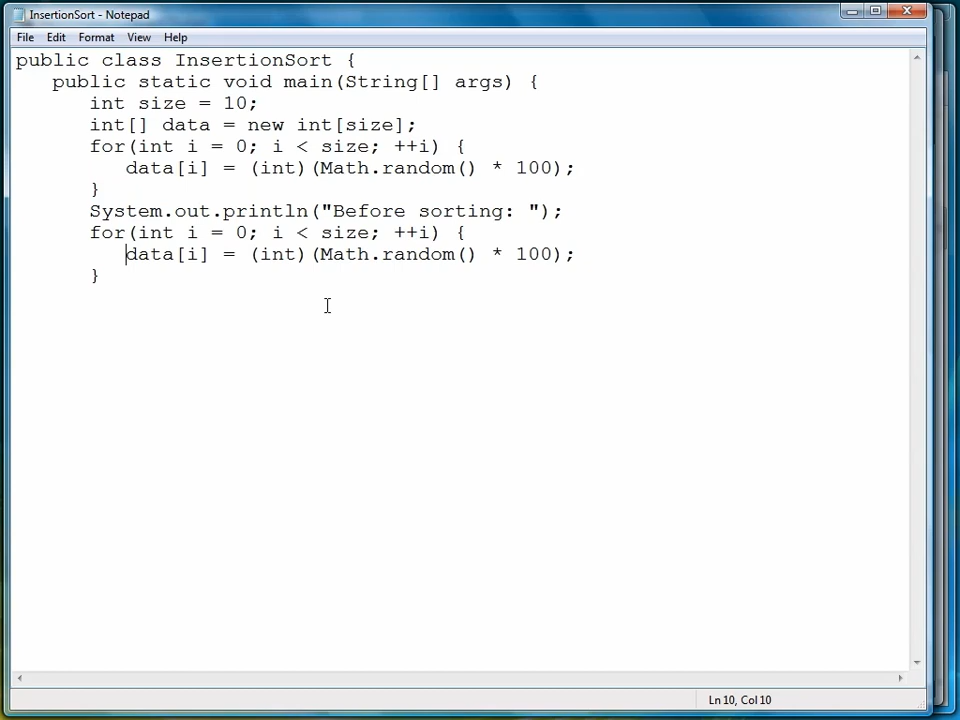 InsertionSort - Notepad
File Edit Format View Help
public class InsertionSort {
public static void main(String[] args) {
int size = 10;
int[] data = new int[size];
for(int i = 0; i < size; ++i) {
data[i] = (int)(Math.random() * 100);
}
System.out.println("Before sorting: ");
for(int i = 0; i < size; ++i) {
data[i] = (int)(Math.random() * 100);
}
Ln 10, Col 10